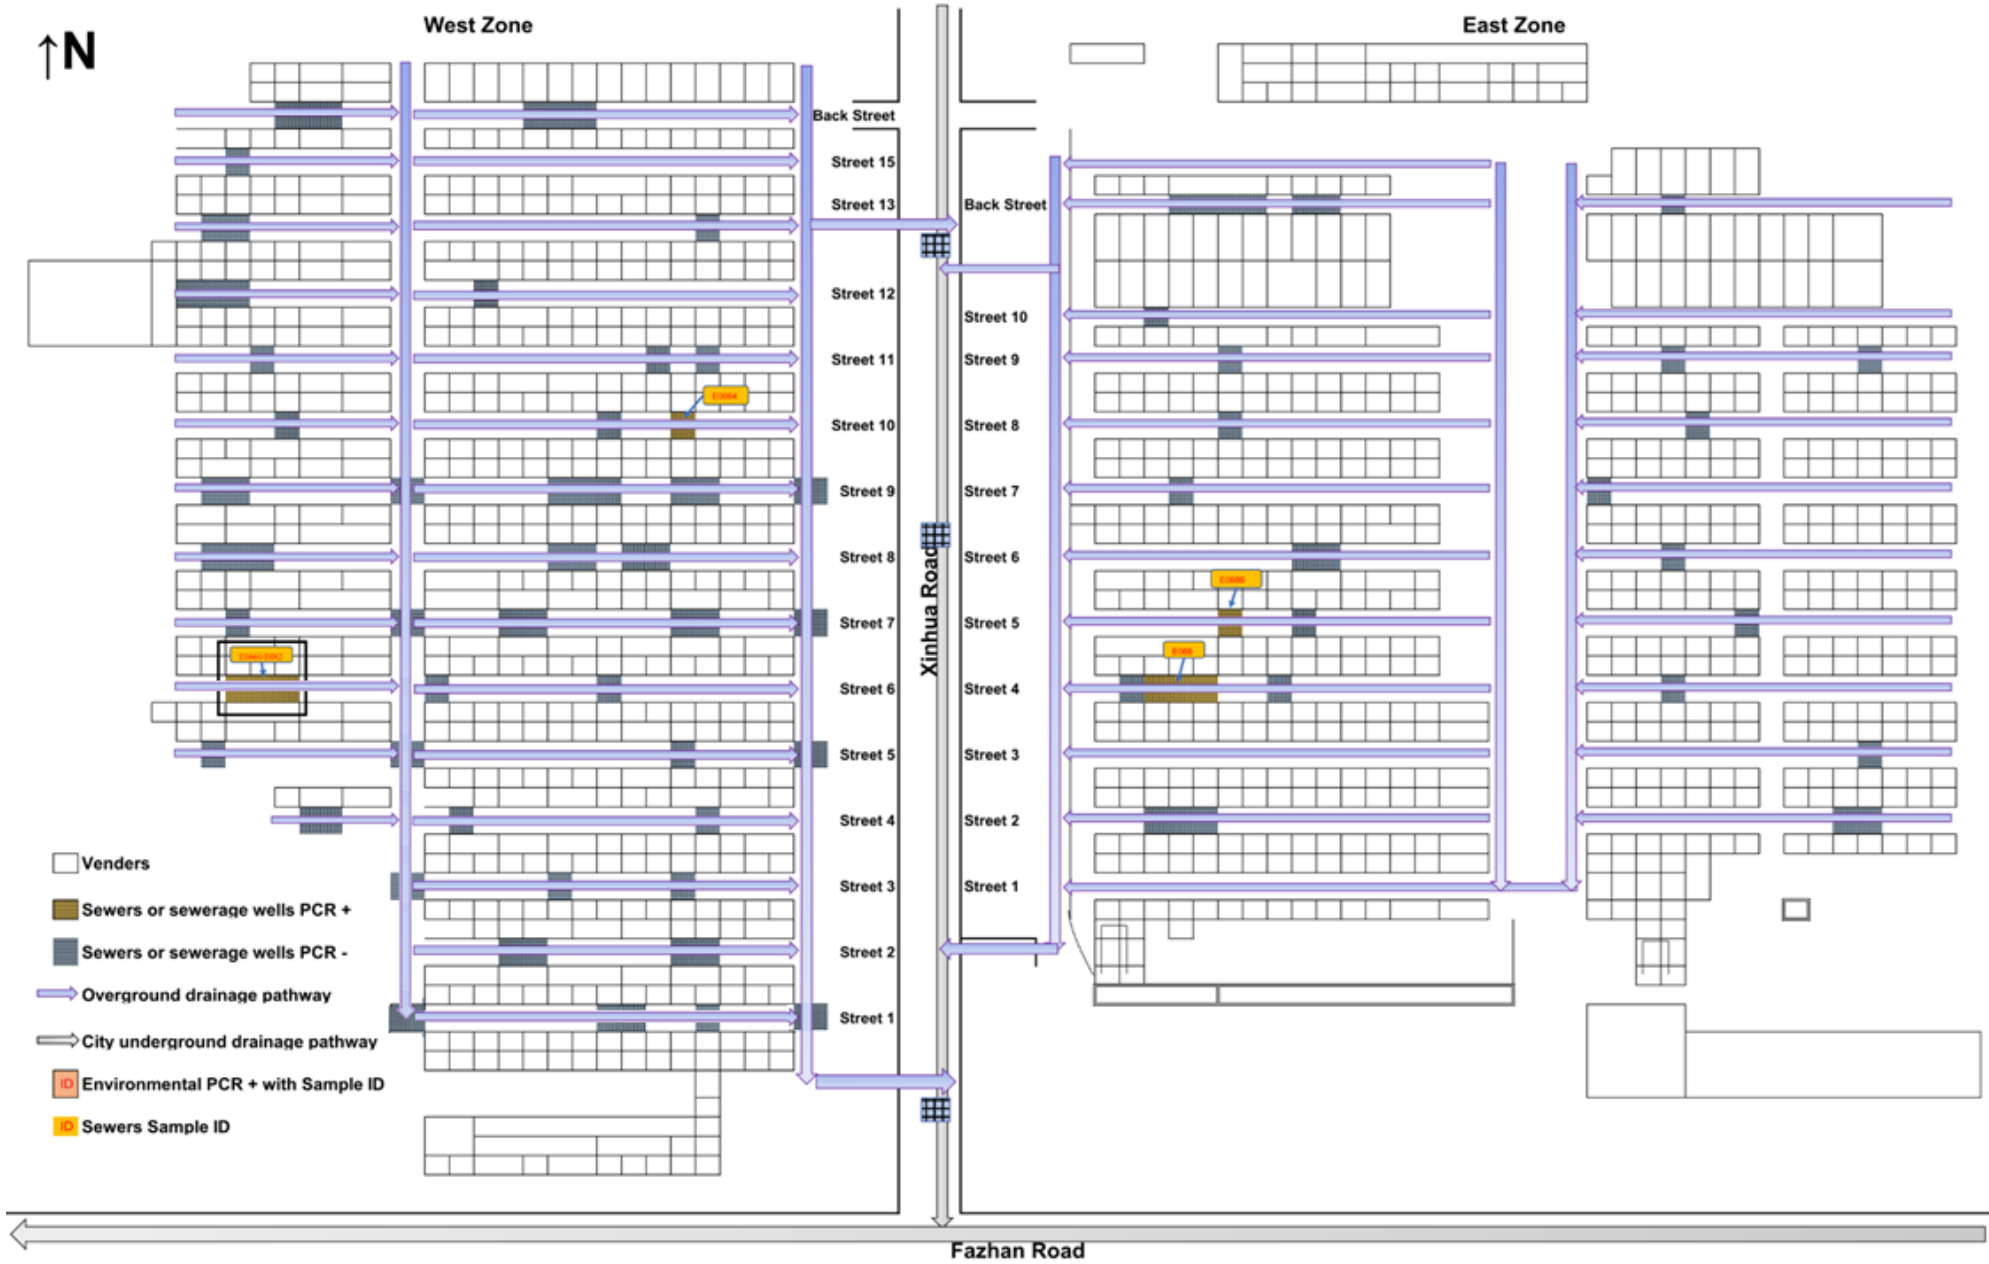 West Zone
East Zone
↑N
Back Street
Street 15
Street 13
Street 12
Street 11
Street 10
Street 9
Street 8
Street 7
Street 6
Street 5
Street 4
Street 3
Street 2
Street 1
E0664
Xinhua Road
Back Street
Street 10
Street 9
Street 8
Street 7
Street 6
Street 5
Street 4
Street 3
Street 2
Street 1
E0686
E068
Venders
Sewers or sewerage wells PCR +
Sewers or sewerage wells PCR -
Overground drainage pathway
City underground drainage pathway
ID Environmental PCR + with Sample ID
ID Sewers Sample ID
Fazhan Road